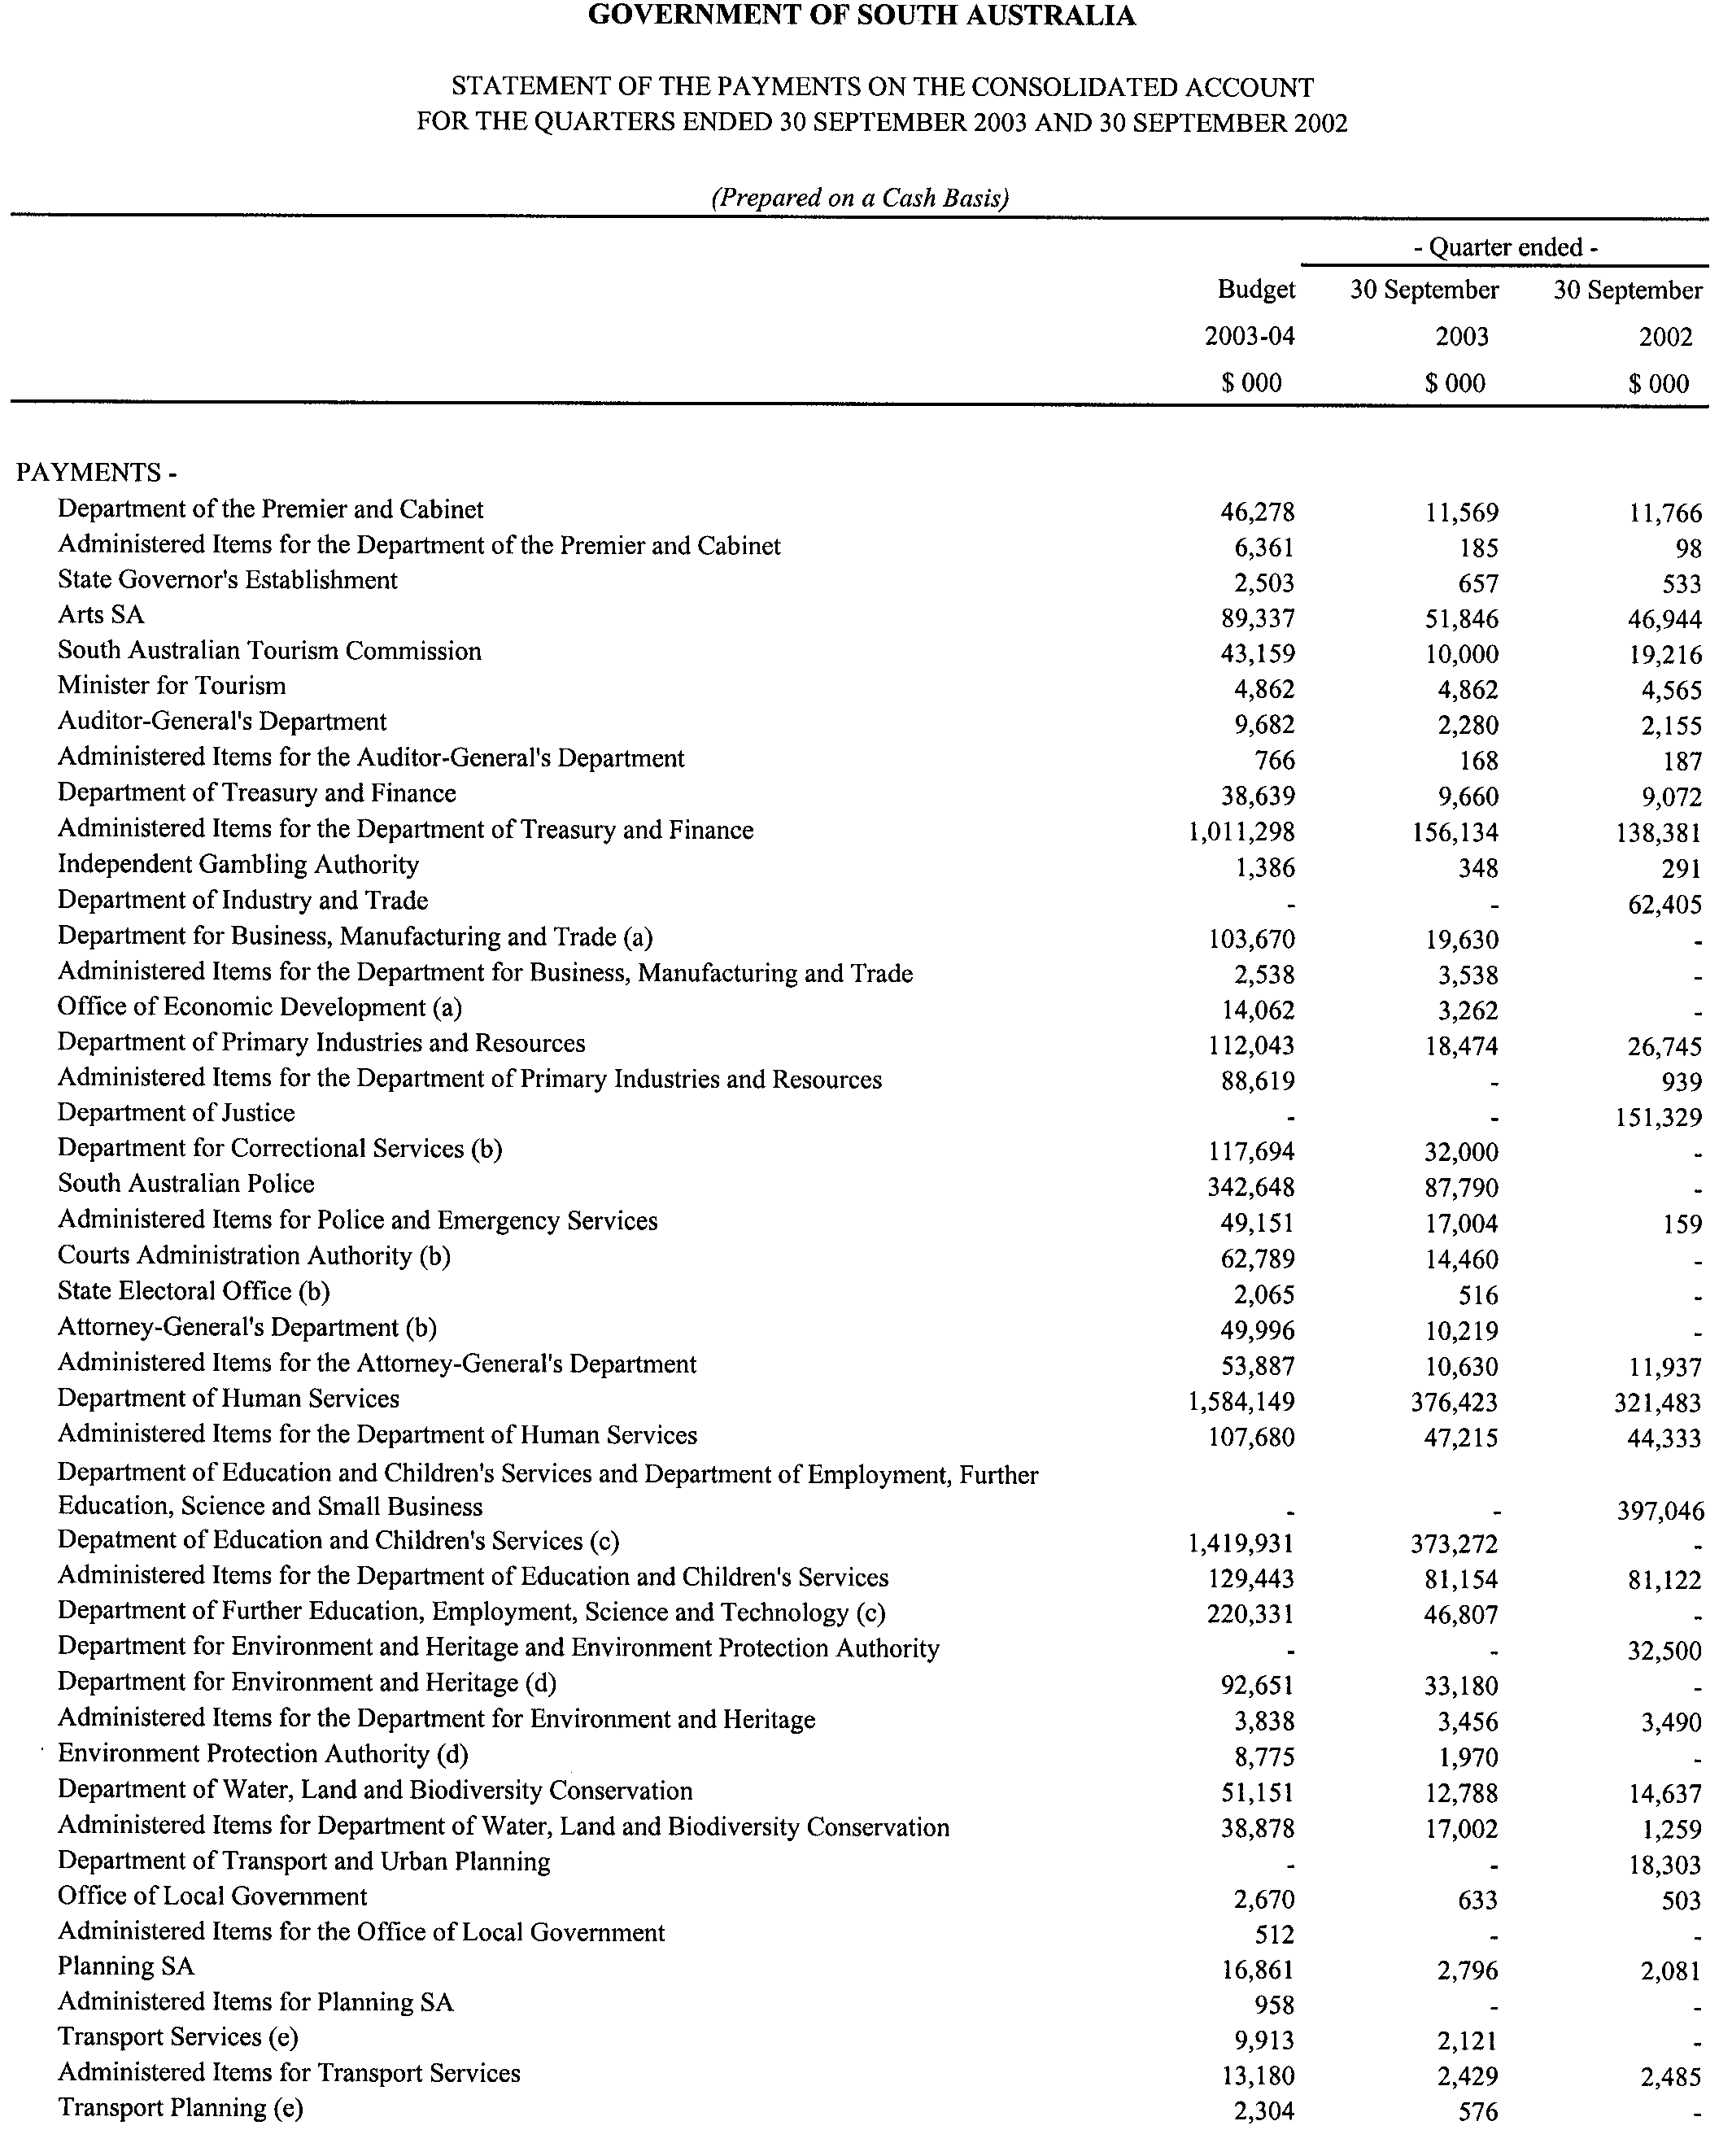 GOVERNMENT OF SOUTH AUSTRALIA
STATEMENT OF THE PAYMENTS ON THE CONSOLIDATED ACCOUNT
FOR THE QUARTERS ENDED 30 SEPTEMBER 2003 AND 30 SEPTEMBER 2002
(Prepared on a Cash Basis)
- Quarter ended -
Budget 30 September 30 September
2003-04 2003 2002
$ 000 $ 000 $ 000
PAYMENTS -
Department of the Premier and Cabinet 46,278 11,569 11,766
Administered Items for the Department of the Premier and Cabinet 6,361 185 98
State Governor's Establishment 2,503 657 533
Arts SA 89,337 51,846 46,944
South Australian Tourism Commission 43,159 10,000 19,216
Minister for Tourism 4,862 4,862 4,565
Auditor-General's Department 9,682 2,280 2,155
Administered Items for the Auditor-General's Department 766 168 187
Department of Treasury and Finance 38,639 9,660 9,072
Administered Items for the Department of Treasury and Finance 1,011,298 156,134 138,381
Independent Gambling Authority 1,386 348 291
Department of Industry and Trade - - 62,405
Department for Business, Manufacturing and Trade (a) 103,670 19,630 -
Administered Items for the Department for Business, Manufacturing and Trade 2,538 3,538 -
Office of Economic Development (a) 14,062 3,262 -
Department of Primary Industries and Resources 112,043 18,474 26,745
Administered Items for the Department of Primary Industries and Resources 88,619 - 939
Department of Justice - - 151,329
Department for Correctional Services (b) 117,694 32,000 -
South Australian Police 342,648 87,790 -
Administered Items for Police and Emergency Services 49,151 17,004 159
Courts Administration Authority (b) 62,789 14,460 -
State Electoral Office (b) 2,065 516 -
Attorney-General's Department (b) 49,996 10,219 -
Administered Items for the Attorney-General's Department 53,887 10,630 11,937
Department of Human Services 1,584,149 376,423 321,483
Administered Items for the Department of Human Services 107,680 47,215 44,333
Department of Education and Children's Services and Department of Employment, Further
Education, Science and Small Business - - 397,046
Depatment of Education and Children's Services (c) 1,419,931 373,272 -
Administered Items for the Department of Education and Children's Services 129,443 81,154 81,122
Department of Further Education, Employment, Science and Technology (c) 220,331 46,807 -
Department for Environment and Heritage and Environment Protection Authority - - 32,500
Department for Environment and Heritage (d) 92,651 33,180 -
Administered Items for the Department for Environment and Heritage 3,838 3,456 3,490
Environment Protection Authority (d) 8,775 1,970 -
Department of Water, Land and Biodiversity Conservation 51,151 12,788 14,637
Administered Items for Department of Water, Land and Biodiversity Conservation 38,878 17,002 1,259
Department of Transport and Urban Planning - - 18,303
Office of Local Government 2,670 633 503
Administered Items for the Office of Local Government 512 - -
Planning SA 16,861 2,796 2,081
Administered Items for Planning SA 958 - -
Transport Services (e) 9,913 2,121 -
Administered Items for Transport Services 13,180 2,429 2,485
Transport Planning (e) 2,304 576 -